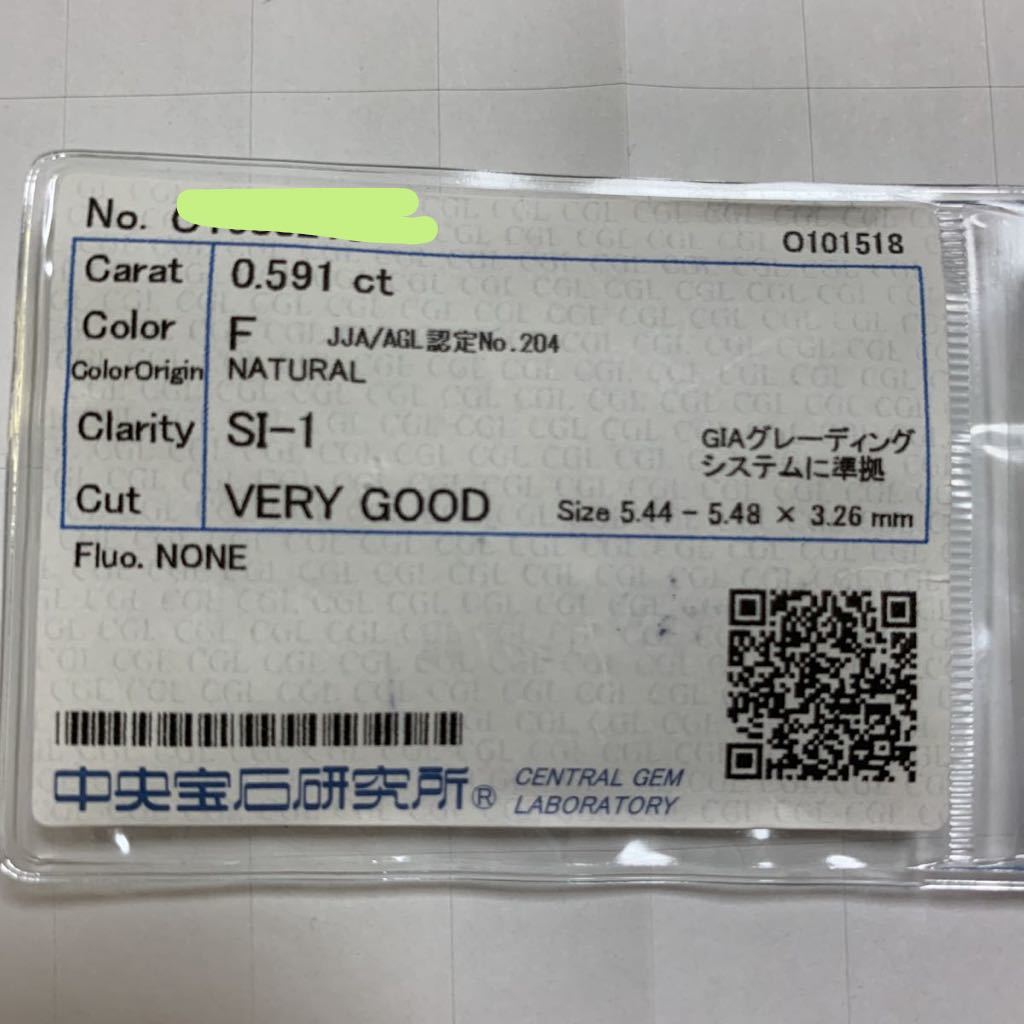 No.
O101518
Carat 0.591 ct
Color F JJA/AGL認定No.204
ColorOrigin NATURAL
Clarity SI-1
GIAグレーディング
システムに準拠
Cut VERY GOOD Size 5.44 - 5.48 × 3.26 mm
Fluo. NONE
中央宝石研究所® CENTRAL GEM
LABORATORY